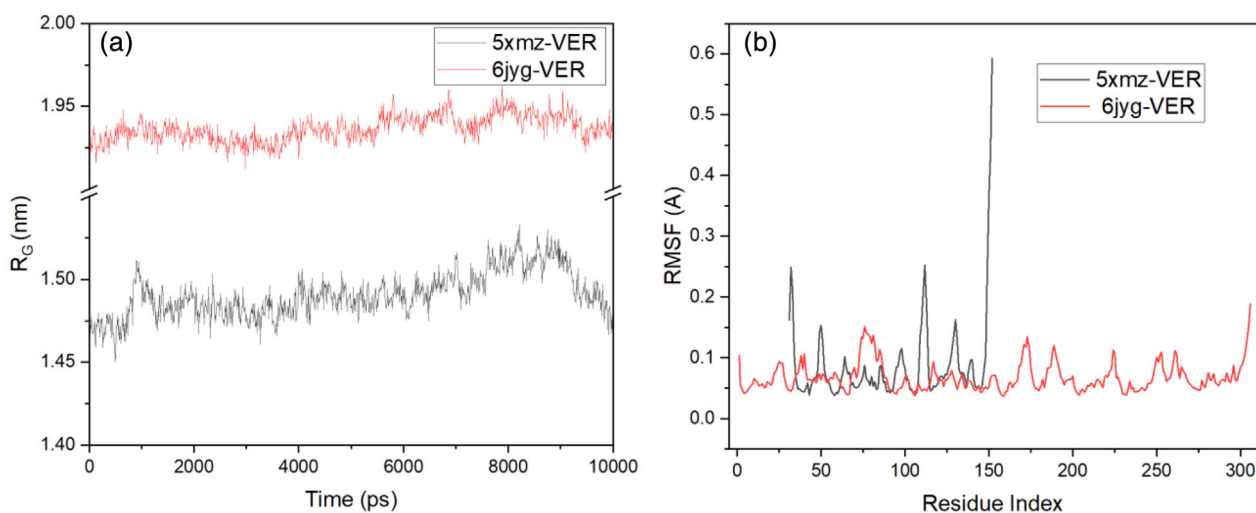 (a)
5xmz-VER
6jyg-VER
2.00
1.95
1.50
1.45
1.40
R_G (nm)
0
2000
4000
6000
8000
10000
Time (ps)
(b)
5xmz-VER
6jyg-VER
0.6
0.5
0.4
0.3
0.2
0.1
0.0
RMSF (A)
0
50
100
150
200
250
300
Residue Index